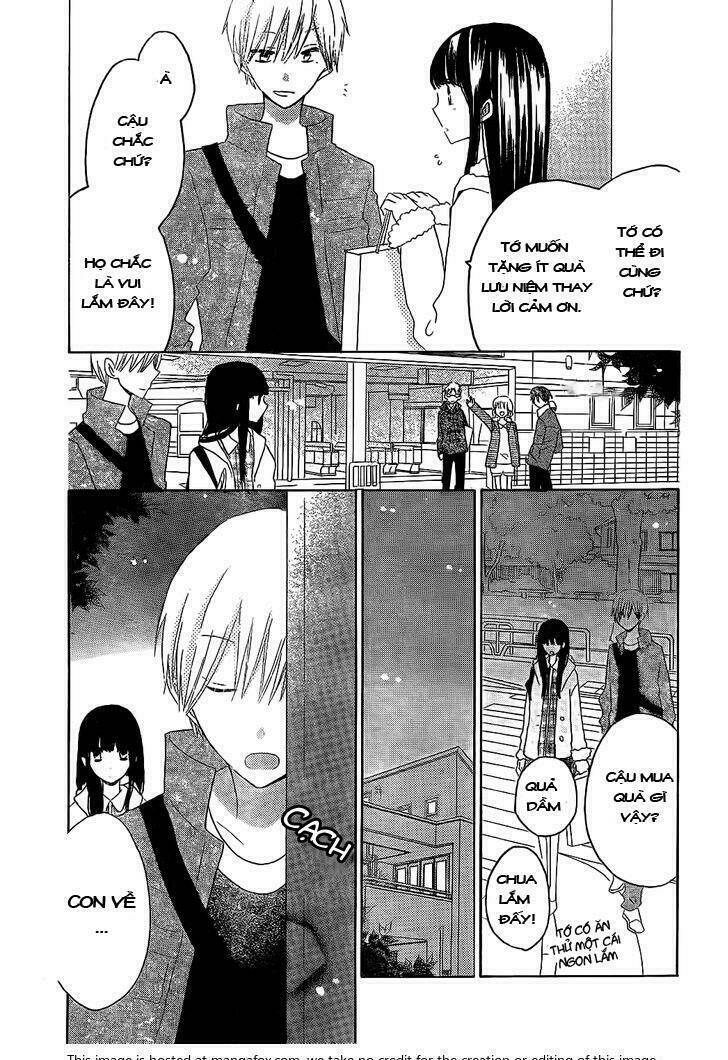 TỚ CÓ
THỂ ĐI
CÙNG
CHỨ?
TỚ MUỐN
TẶNG ÍT QUÀ
LƯU NIỆM THAY
LỜI CẢM ƠN.
À
CẬU
CHẮC
CHỨ?
HỌ CHẮC
LÀ VUI
LẮM ĐÂY!
CẬU MUA
QUÀ GÌ
VẬY?
QUẢ
DẦM
CHUA
LẮM
ĐẤY!
TỚ CÓ ĂN
THỬ MỘT CÁI
NGON LẮM
CẠCH
CON VỀ
...
This image is hosted at mangafox.com, we take no credit for the creation or editing of this image.